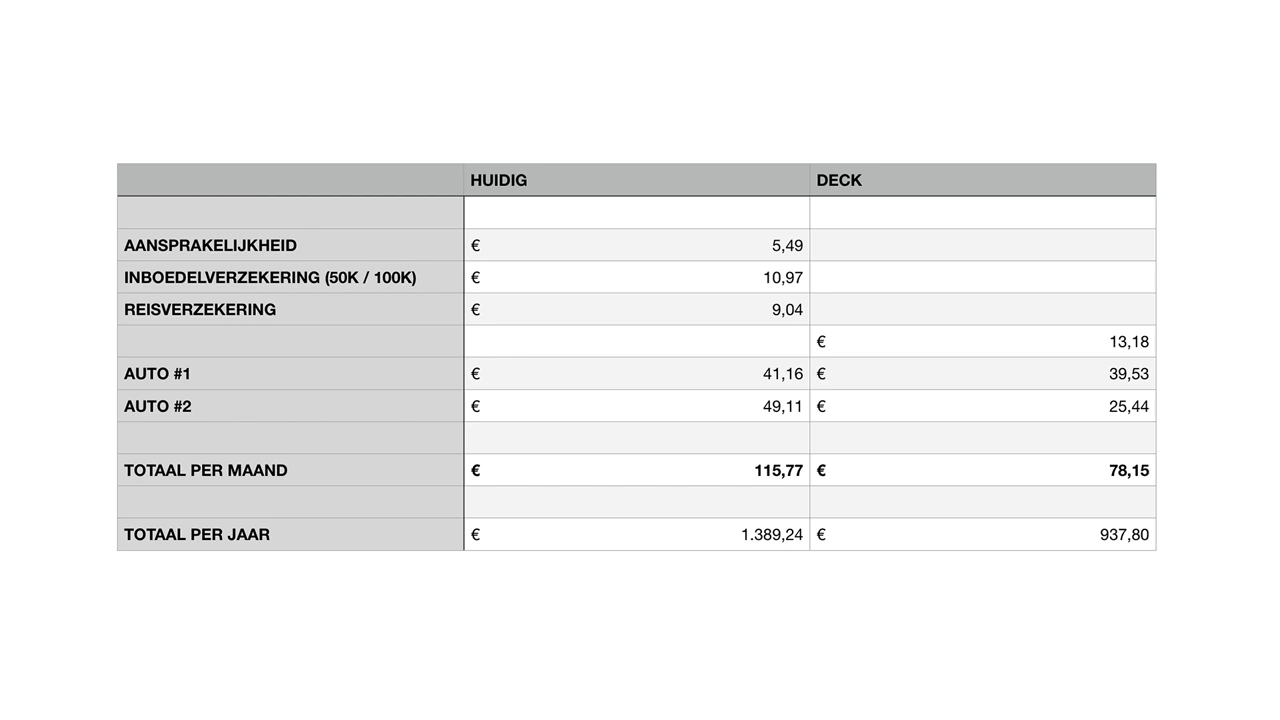 HUIDIG DECK
AANSPRAKELIJKHEID € 5,49
INBOEDELVERZEKERING (50K / 100K) € 10,97
REISVERZEKERING € 9,04
€ 13,18
AUTO #1 € 41,16 € 39,53
AUTO #2 € 49,11 € 25,44
TOTAAL PER MAAND € 115,77 € 78,15
TOTAAL PER JAAR € 1.389,24 € 937,80